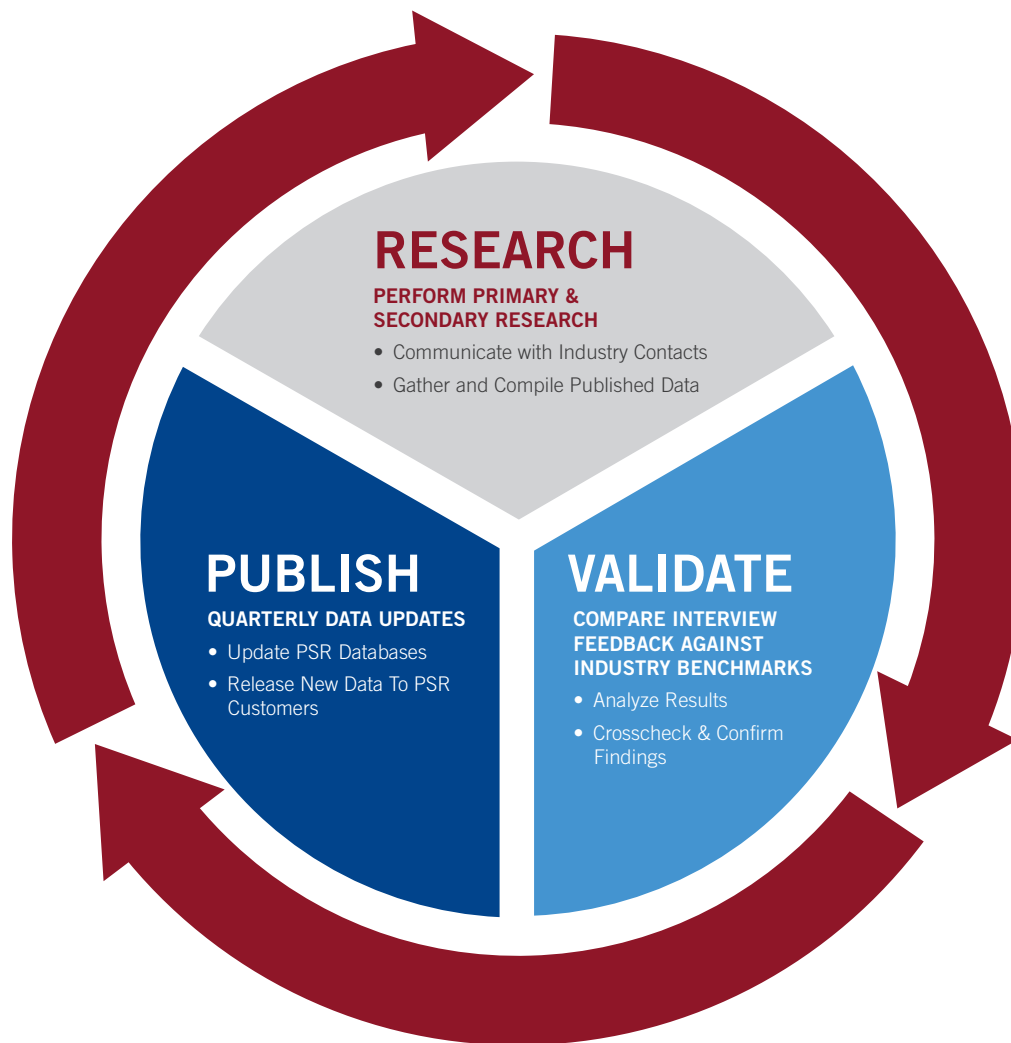 RESEARCH
PERFORM PRIMARY &
SECONDARY RESEARCH
• Communicate with Industry Contacts
• Gather and Compile Published Data
VALIDATE
COMPARE INTERVIEW
FEEDBACK AGAINST
INDUSTRY BENCHMARKS
• Analyze Results
• Crosscheck & Confirm
Findings
PUBLISH
QUARTERLY DATA UPDATES
• Update PSR Databases
• Release New Data To PSR
Customers